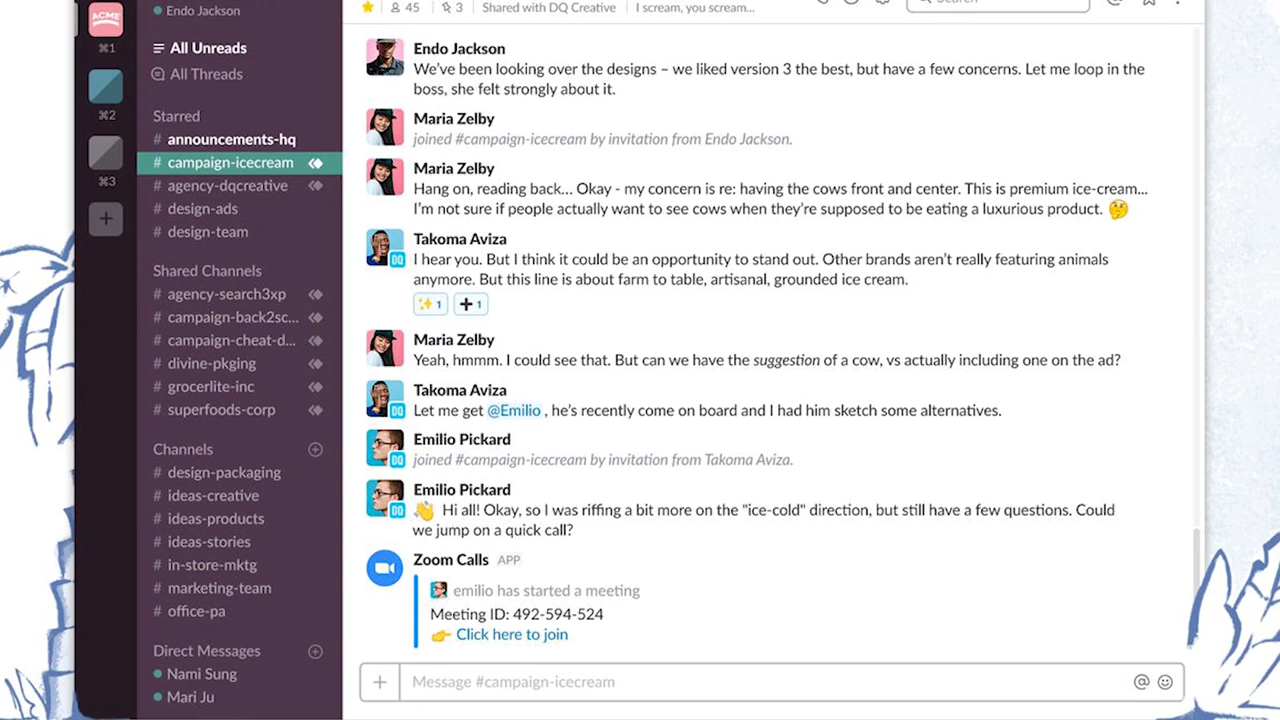 Endo Jackson
ACME
⌘1
⌘2
⌘3
+
All Unreads
All Threads
Starred
# announcements-hq
# campaign-icecream
# agency-dqcreative
# design-ads
# design-team
Shared Channels
# agency-search3xp
# campaign-back2sc...
# campaign-cheat-d...
# divine-pkging
# grocerlite-inc
# superfoods-corp
Channels
# design-packaging
# ideas-creative
# ideas-products
# ideas-stories
# in-store-mktg
# marketing-team
# office-pa
Direct Messages
Nami Sung
Mari Ju
45 3 Shared with DQ Creative I scream, you scream...
Search
Endo Jackson
We've been looking over the designs – we liked version 3 the best, but have a few concerns. Let me loop in the
boss, she felt strongly about it.
Maria Zelby
joined #campaign-icecream by invitation from Endo Jackson.
Maria Zelby
Hang on, reading back... Okay - my concern is re: having the cows front and center. This is premium ice-cream...
I'm not sure if people actually want to see cows when they're supposed to be eating a luxurious product. 🤔
Takoma Aviza
DQ
I hear you. But I think it could be an opportunity to stand out. Other brands aren't really featuring animals
anymore. But this line is about farm to table, artisanal, grounded ice cream.
✨ 1 ➕ 1
Maria Zelby
Yeah, hmmm. I could see that. But can we have the suggestion of a cow, vs actually including one on the ad?
Takoma Aviza
DQ
Let me get @Emilio , he's recently come on board and I had him sketch some alternatives.
Emilio Pickard
DQ
joined #campaign-icecream by invitation from Takoma Aviza.
Emilio Pickard
DQ
👋 Hi all! Okay, so I was riffing a bit more on the "ice-cold" direction, but still have a few questions. Could
we jump on a quick call?
Zoom Calls APP
emilio has started a meeting
Meeting ID: 492-594-524
👉 Click here to join
+ Message #campaign-icecream @